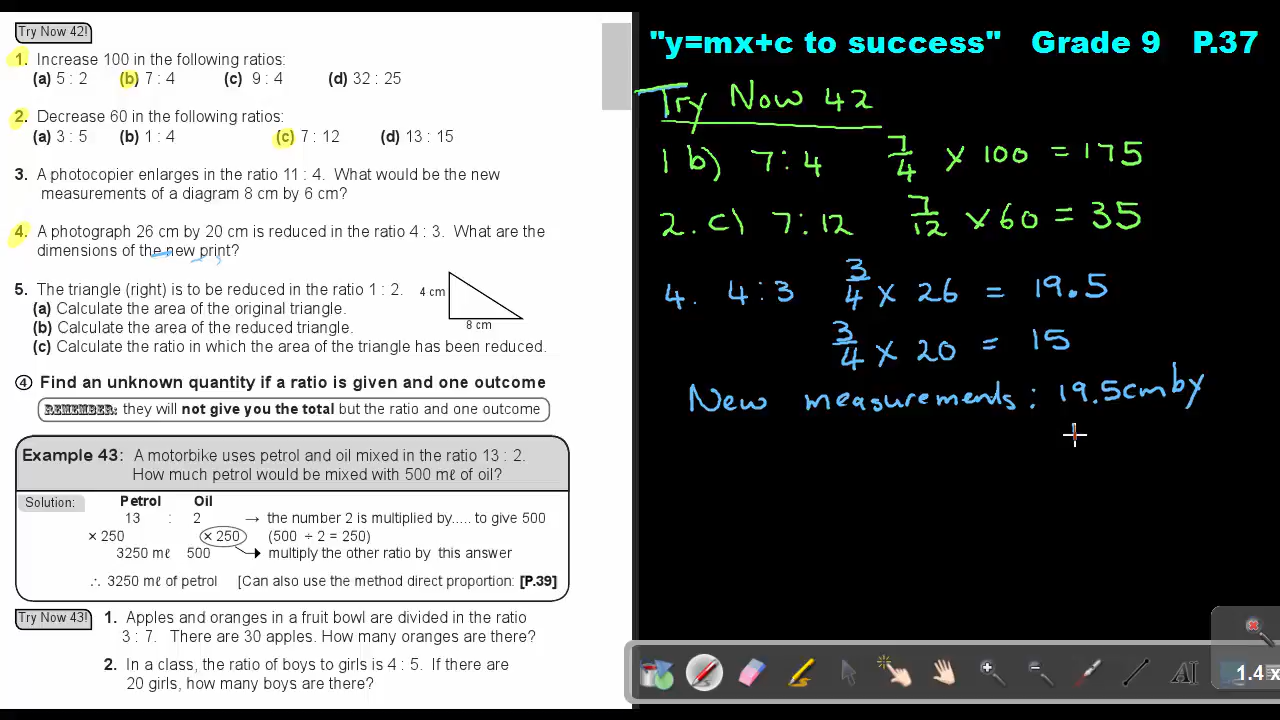 Try Now 42!
1. Increase 100 in the following ratios:
(a) 5 : 2 (b) 7 : 4 (c) 9 : 4 (d) 32 : 25
2. Decrease 60 in the following ratios:
(a) 3 : 5 (b) 1 : 4 (c) 7 : 12 (d) 13 : 15
3. A photocopier enlarges in the ratio 11 : 4. What would be the new
measurements of a diagram 8 cm by 6 cm?
4. A photograph 26 cm by 20 cm is reduced in the ratio 4 : 3. What are the
dimensions of the new print?
5. The triangle (right) is to be reduced in the ratio 1 : 2.
(a) Calculate the area of the original triangle.
(b) Calculate the area of the reduced triangle.
(c) Calculate the ratio in which the area of the triangle has been reduced.
4 cm
8 cm
④ Find an unknown quantity if a ratio is given and one outcome
REMEMBER: they will not give you the total but the ratio and one outcome
Example 43: A motorbike uses petrol and oil mixed in the ratio 13 : 2.
How much petrol would be mixed with 500 mℓ of oil?
Solution: Petrol Oil
13 : 2 → the number 2 is multiplied by..... to give 500
× 250 × 250 (500 ÷ 2 = 250)
3250 mℓ 500 multiply the other ratio by this answer
∴ 3250 mℓ of petrol [Can also use the method direct proportion: [P.39]
Try Now 43! 1. Apples and oranges in a fruit bowl are divided in the ratio
3 : 7. There are 30 apples. How many oranges are there?
2. In a class, the ratio of boys to girls is 4 : 5. If there are
20 girls, how many boys are there?
"y=mx+c to success" Grade 9 P.37
Try Now 42
1 b) 7 : 4 7/4 × 100 = 175
2. c) 7 : 12 7/12 × 60 = 35
4. 4 : 3 3/4 × 26 = 19.5
3/4 × 20 = 15
New measurements : 19.5cm by
AI
1.4 x